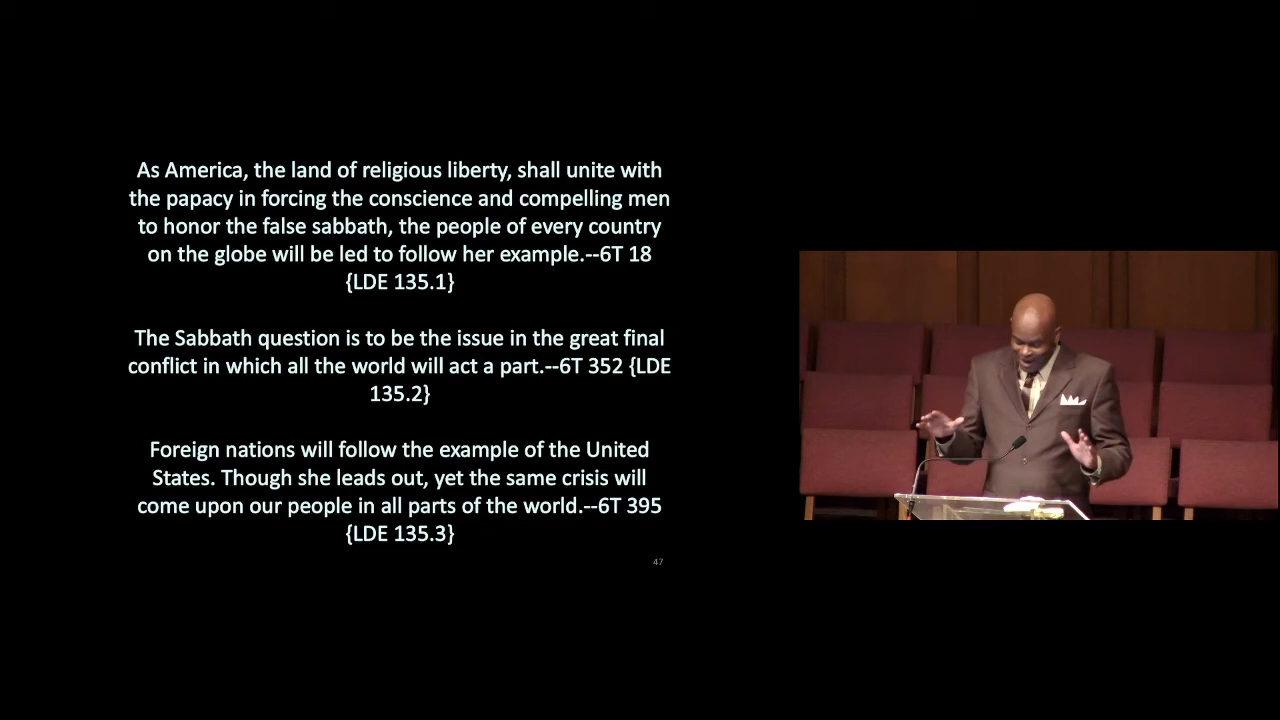 As America, the land of religious liberty, shall unite with
the papacy in forcing the conscience and compelling men
to honor the false sabbath, the people of every country
on the globe will be led to follow her example.--6T 18
{LDE 135.1}
The Sabbath question is to be the issue in the great final
conflict in which all the world will act a part.--6T 352 {LDE
135.2}
Foreign nations will follow the example of the United
States. Though she leads out, yet the same crisis will
come upon our people in all parts of the world.--6T 395
{LDE 135.3}
47